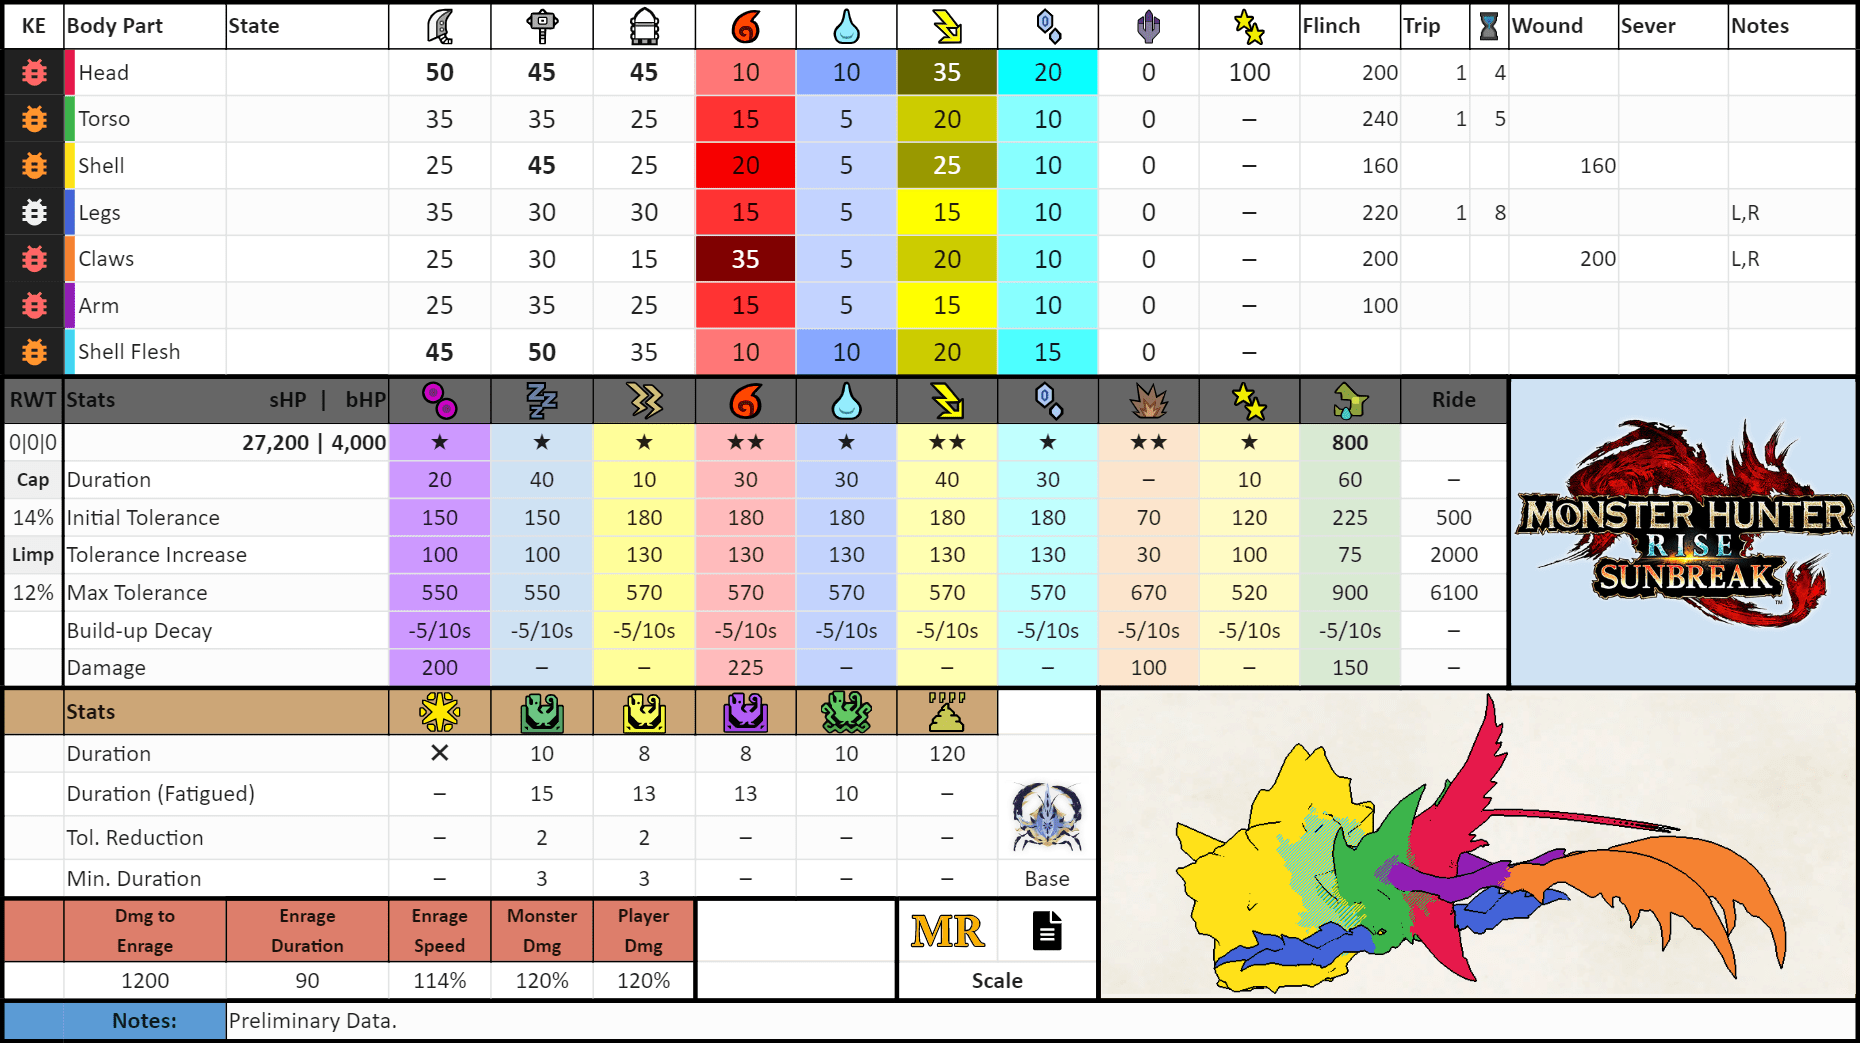 KE Body Part State Flinch Trip Wound Sever Notes
Head 50 45 45 10 10 35 20 0 100 200 1 4
Torso 35 35 25 15 5 20 10 0 – 240 1 5
Shell 25 45 25 20 5 25 10 0 – 160 160
Legs 35 30 30 15 5 15 10 0 – 220 1 8 L,R
Claws 25 30 15 35 5 20 10 0 – 200 200 L,R
Arm 25 35 25 15 5 15 10 0 – 100
Shell Flesh 45 50 35 10 10 20 15 0 –
RWT Stats sHP | bHP Ride
0|0|0 27,200 | 4,000 ★ ★ ★ ★★ ★ ★★ ★ ★★ ★ 800
Cap Duration 20 40 10 30 30 40 30 – 10 60 –
14% Initial Tolerance 150 150 180 180 180 180 180 70 120 225 500
Limp Tolerance Increase 100 100 130 130 130 130 130 30 100 75 2000
12% Max Tolerance 550 550 570 570 570 570 570 670 520 900 6100
Build-up Decay -5/10s -5/10s -5/10s -5/10s -5/10s -5/10s -5/10s -5/10s -5/10s -5/10s –
Damage 200 – – 225 – – – 100 – 150 –
MONSTER HUNTER
RISE
SUNBREAK™
Stats
Duration ✕ 10 8 8 10 120
Duration (Fatigued) – 15 13 13 10 –
Tol. Reduction – 2 2 – – –
Min. Duration – 3 3 – – – Base
Dmg to Enrage Enrage Monster Player
Enrage Duration Speed Dmg Dmg MR
1200 90 114% 120% 120% Scale
Notes: Preliminary Data.